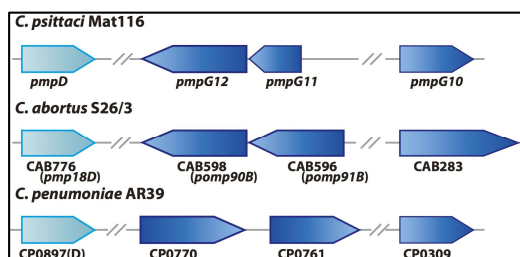 C. psittaci Mat116
pmpD pmpG12 pmpG11 pmpG10
C. abortus S26/3
CAB776 CAB598 CAB596 CAB283
(pmp18D) (pomp90B) (pomp91B)
C. penumoniae AR39
CP0897(D) CP0770 CP0761 CP0309